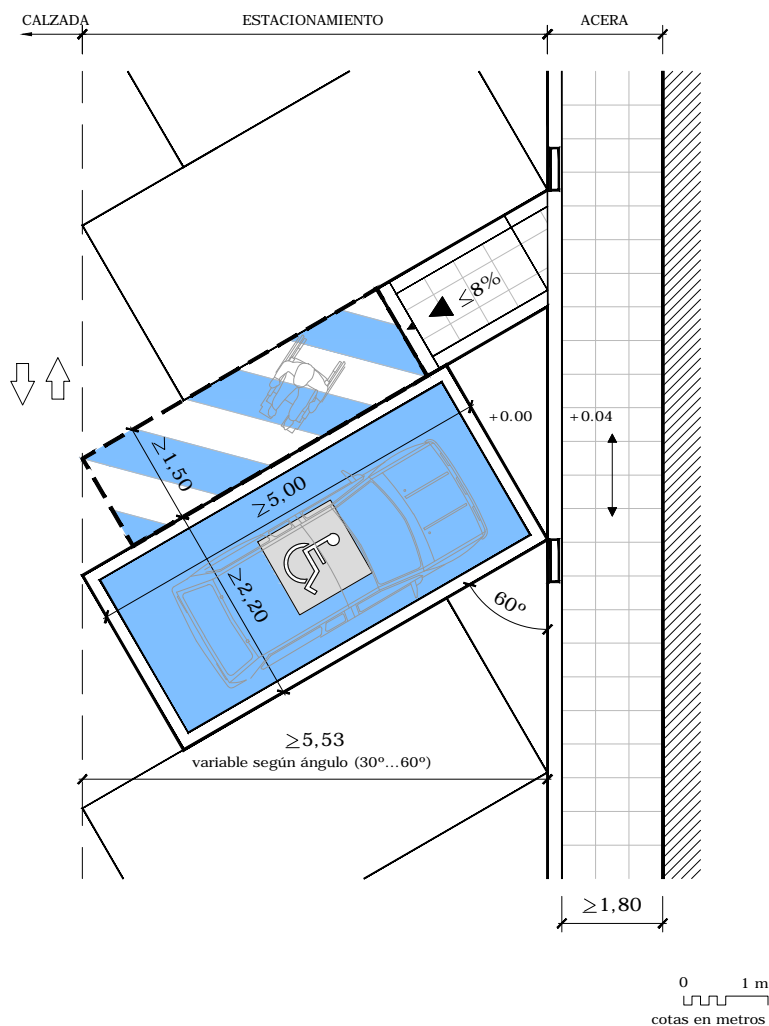 CALZADA
ESTACIONAMIENTO
ACERA
≤8%
+0.00
+0.04
≥1,50
≥5,00
≥2,20
60º
≥5,53
variable según ángulo (30º...60º)
≥1,80
0 1 m
cotas en metros